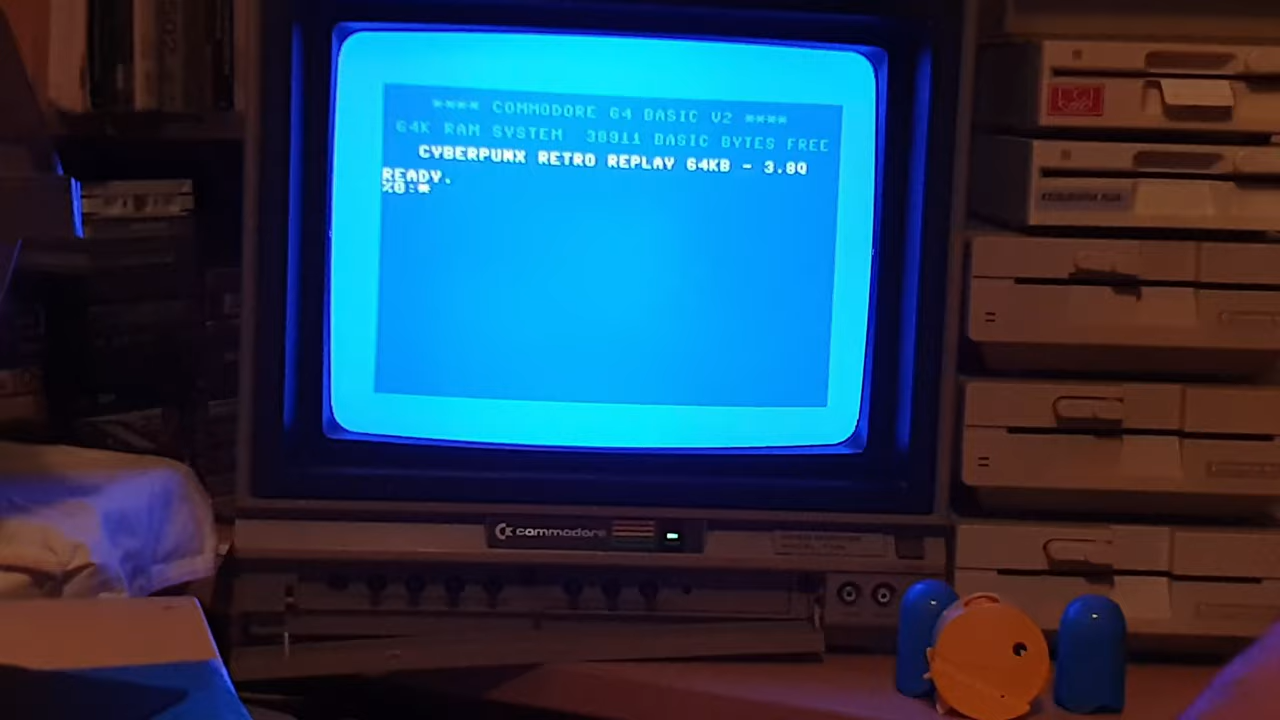 **** COMMODORE 64 BASIC V2 ****
64K RAM SYSTEM  38911 BASIC BYTES FREE
CYBERPUNX RETRO REPLAY 64KB - 3.8Q
READY.
%0:*
commodore